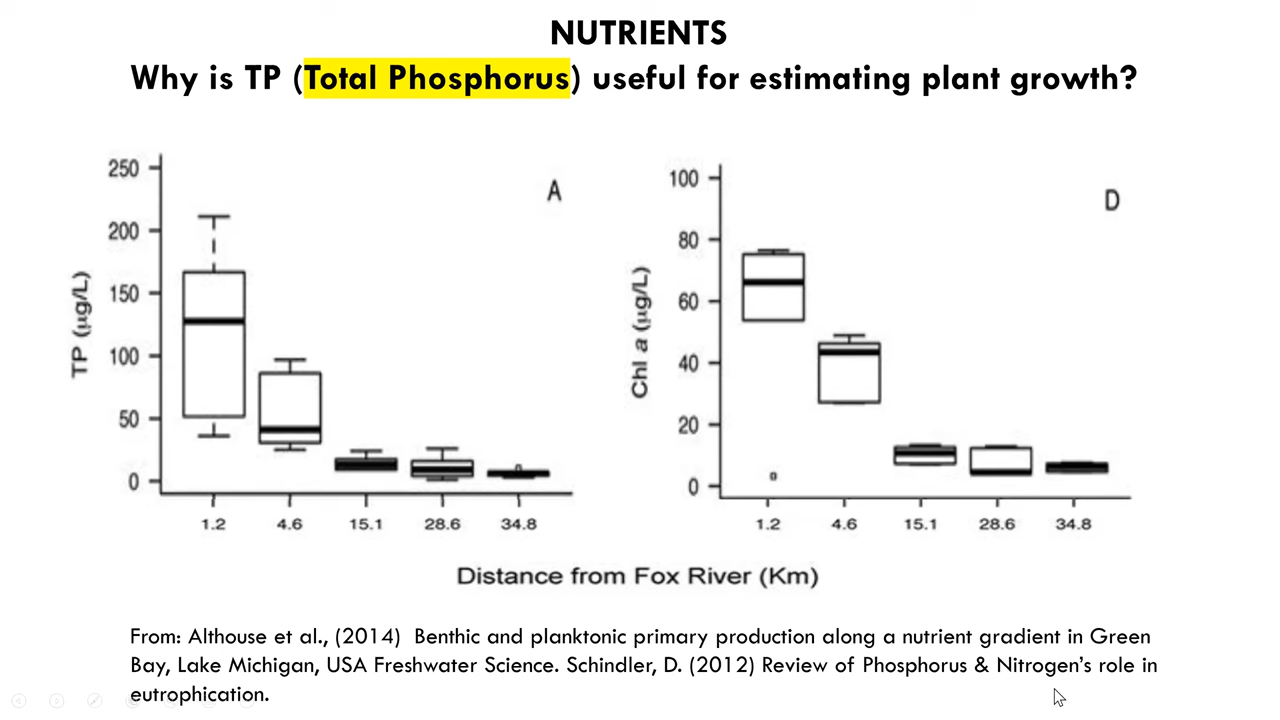 NUTRIENTS
Why is TP (Total Phosphorus) useful for estimating plant growth?
A
TP (µg/L)
250
200
150
100
50
0
1.2 4.6 15.1 28.6 34.8
D
Chl a (µg/L)
100
80
60
40
20
0
1.2 4.6 15.1 28.6 34.8
Distance from Fox River (Km)
From: Althouse et al., (2014) Benthic and planktonic primary production along a nutrient gradient in Green
Bay, Lake Michigan, USA Freshwater Science. Schindler, D. (2012) Review of Phosphorus & Nitrogen's role in
eutrophication.